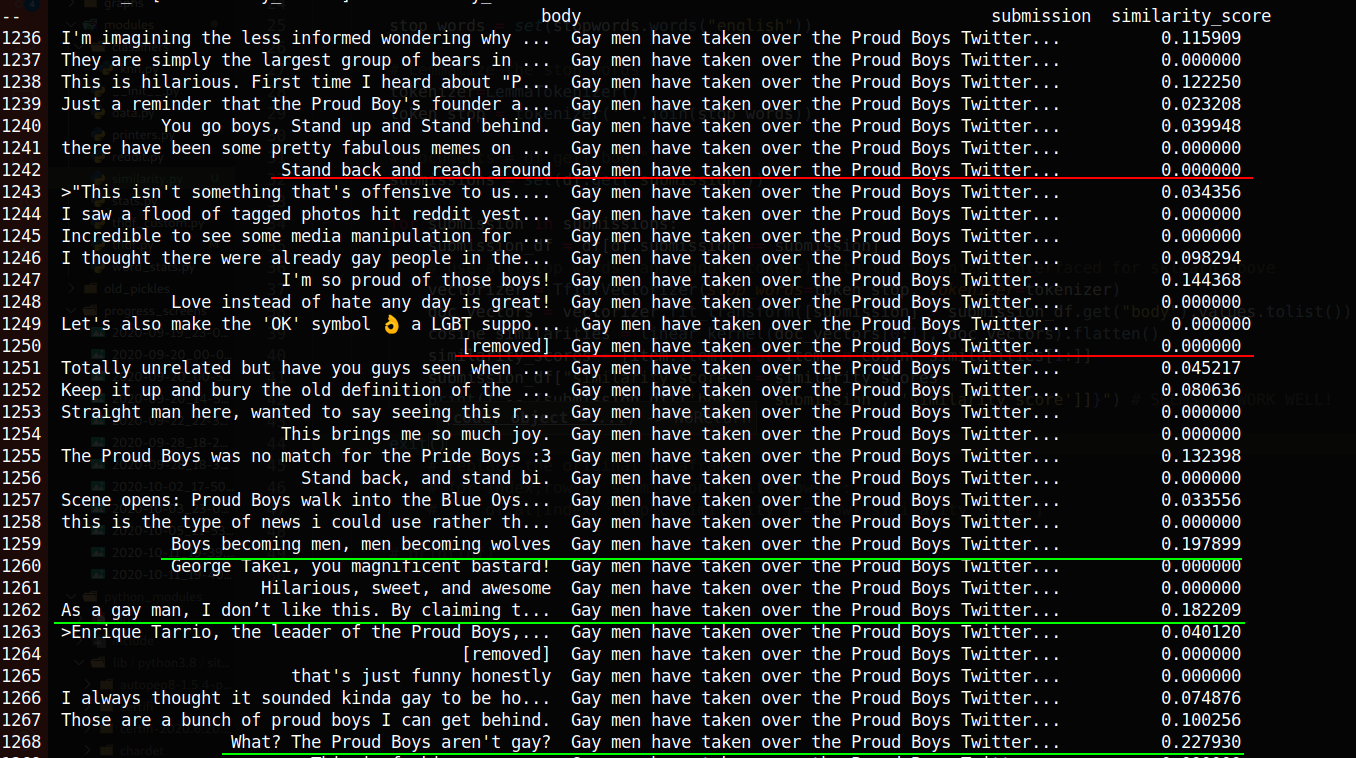 -- body submission similarity_score
1236 I'm imagining the less informed wondering why ... Gay men have taken over the Proud Boys Twitter... 0.115909
1237 They are simply the largest group of bears in ... Gay men have taken over the Proud Boys Twitter... 0.000000
1238 This is hilarious. First time I heard about "P... Gay men have taken over the Proud Boys Twitter... 0.122250
1239 Just a reminder that the Proud Boy's founder a... Gay men have taken over the Proud Boys Twitter... 0.023208
1240 You go boys, Stand up and Stand behind. Gay men have taken over the Proud Boys Twitter... 0.039948
1241 there have been some pretty fabulous memes on ... Gay men have taken over the Proud Boys Twitter... 0.000000
1242 Stand back and reach around Gay men have taken over the Proud Boys Twitter... 0.000000
1243 >"This isn't something that's offensive to us.... Gay men have taken over the Proud Boys Twitter... 0.034356
1244 I saw a flood of tagged photos hit reddit yest... Gay men have taken over the Proud Boys Twitter... 0.000000
1245 Incredible to see some media manipulation for ... Gay men have taken over the Proud Boys Twitter... 0.000000
1246 I thought there were already gay people in the... Gay men have taken over the Proud Boys Twitter... 0.098294
1247 I'm so proud of those boys! Gay men have taken over the Proud Boys Twitter... 0.144368
1248 Love instead of hate any day is great! Gay men have taken over the Proud Boys Twitter... 0.000000
1249 Let's also make the 'OK' symbol 👌 a LGBT suppo... Gay men have taken over the Proud Boys Twitter... 0.000000
1250 [removed] Gay men have taken over the Proud Boys Twitter... 0.000000
1251 Totally unrelated but have you guys seen when ... Gay men have taken over the Proud Boys Twitter... 0.045217
1252 Keep it up and bury the old definition of the ... Gay men have taken over the Proud Boys Twitter... 0.080636
1253 Straight man here, wanted to say seeing this r... Gay men have taken over the Proud Boys Twitter... 0.000000
1254 This brings me so much joy. Gay men have taken over the Proud Boys Twitter... 0.000000
1255 The Proud Boys was no match for the Pride Boys :3 Gay men have taken over the Proud Boys Twitter... 0.132398
1256 Stand back, and stand bi. Gay men have taken over the Proud Boys Twitter... 0.000000
1257 Scene opens: Proud Boys walk into the Blue Oys... Gay men have taken over the Proud Boys Twitter... 0.033556
1258 this is the type of news i could use rather th... Gay men have taken over the Proud Boys Twitter... 0.000000
1259 Boys becoming men, men becoming wolves Gay men have taken over the Proud Boys Twitter... 0.197899
1260 George Takei, you magnificent bastard! Gay men have taken over the Proud Boys Twitter... 0.000000
1261 Hilarious, sweet, and awesome Gay men have taken over the Proud Boys Twitter... 0.000000
1262 As a gay man, I don’t like this. By claiming t... Gay men have taken over the Proud Boys Twitter... 0.182209
1263 >Enrique Tarrio, the leader of the Proud Boys,... Gay men have taken over the Proud Boys Twitter... 0.040120
1264 [removed] Gay men have taken over the Proud Boys Twitter... 0.000000
1265 that's just funny honestly Gay men have taken over the Proud Boys Twitter... 0.000000
1266 I always thought it sounded kinda gay to be ho... Gay men have taken over the Proud Boys Twitter... 0.074876
1267 Those are a bunch of proud boys I can get behind. Gay men have taken over the Proud Boys Twitter... 0.100256
1268 What? The Proud Boys aren't gay? Gay men have taken over the Proud Boys Twitter... 0.227930